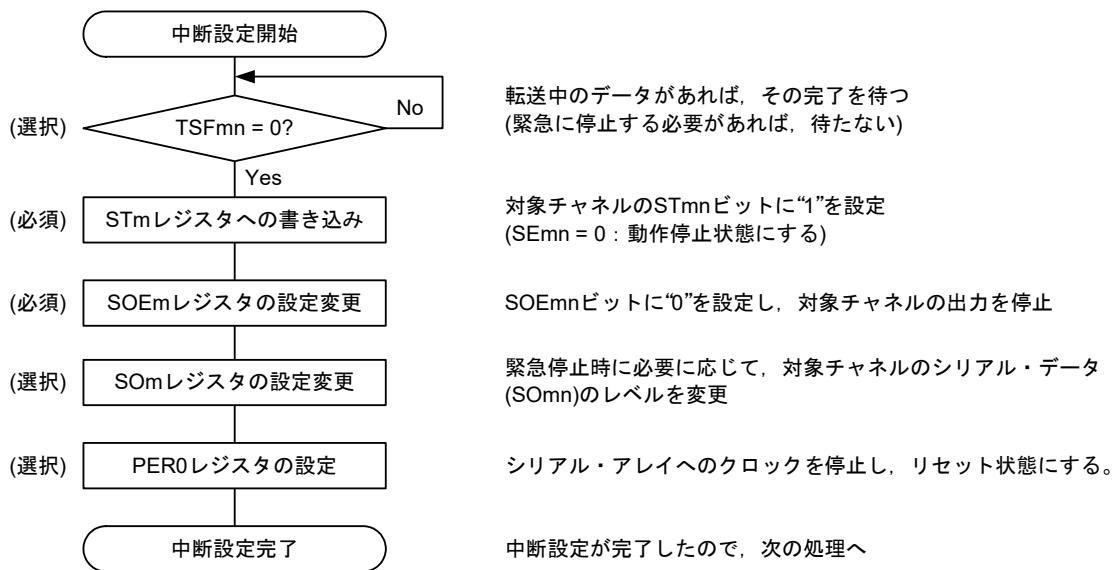 中断設定開始
No
転送中のデータがあれば，その完了を待つ
(選択)
TSFmn = 0?
(緊急に停止する必要があれば，待たない)
Yes
(必須)
STmレジスタへの書き込み
対象チャネルのSTmnビットに“1”を設定
(SEmn = 0：動作停止状態にする)
(必須)
SOEmレジスタの設定変更
SOEmnビットに“0”を設定し，対象チャネルの出力を停止
(選択)
SOmレジスタの設定変更
緊急停止時に必要に応じて，対象チャネルのシリアル・データ
(SOmn)のレベルを変更
(選択)
PER0レジスタの設定
シリアル・アレイへのクロックを停止し，リセット状態にする。
中断設定完了
中断設定が完了したので，次の処理へ